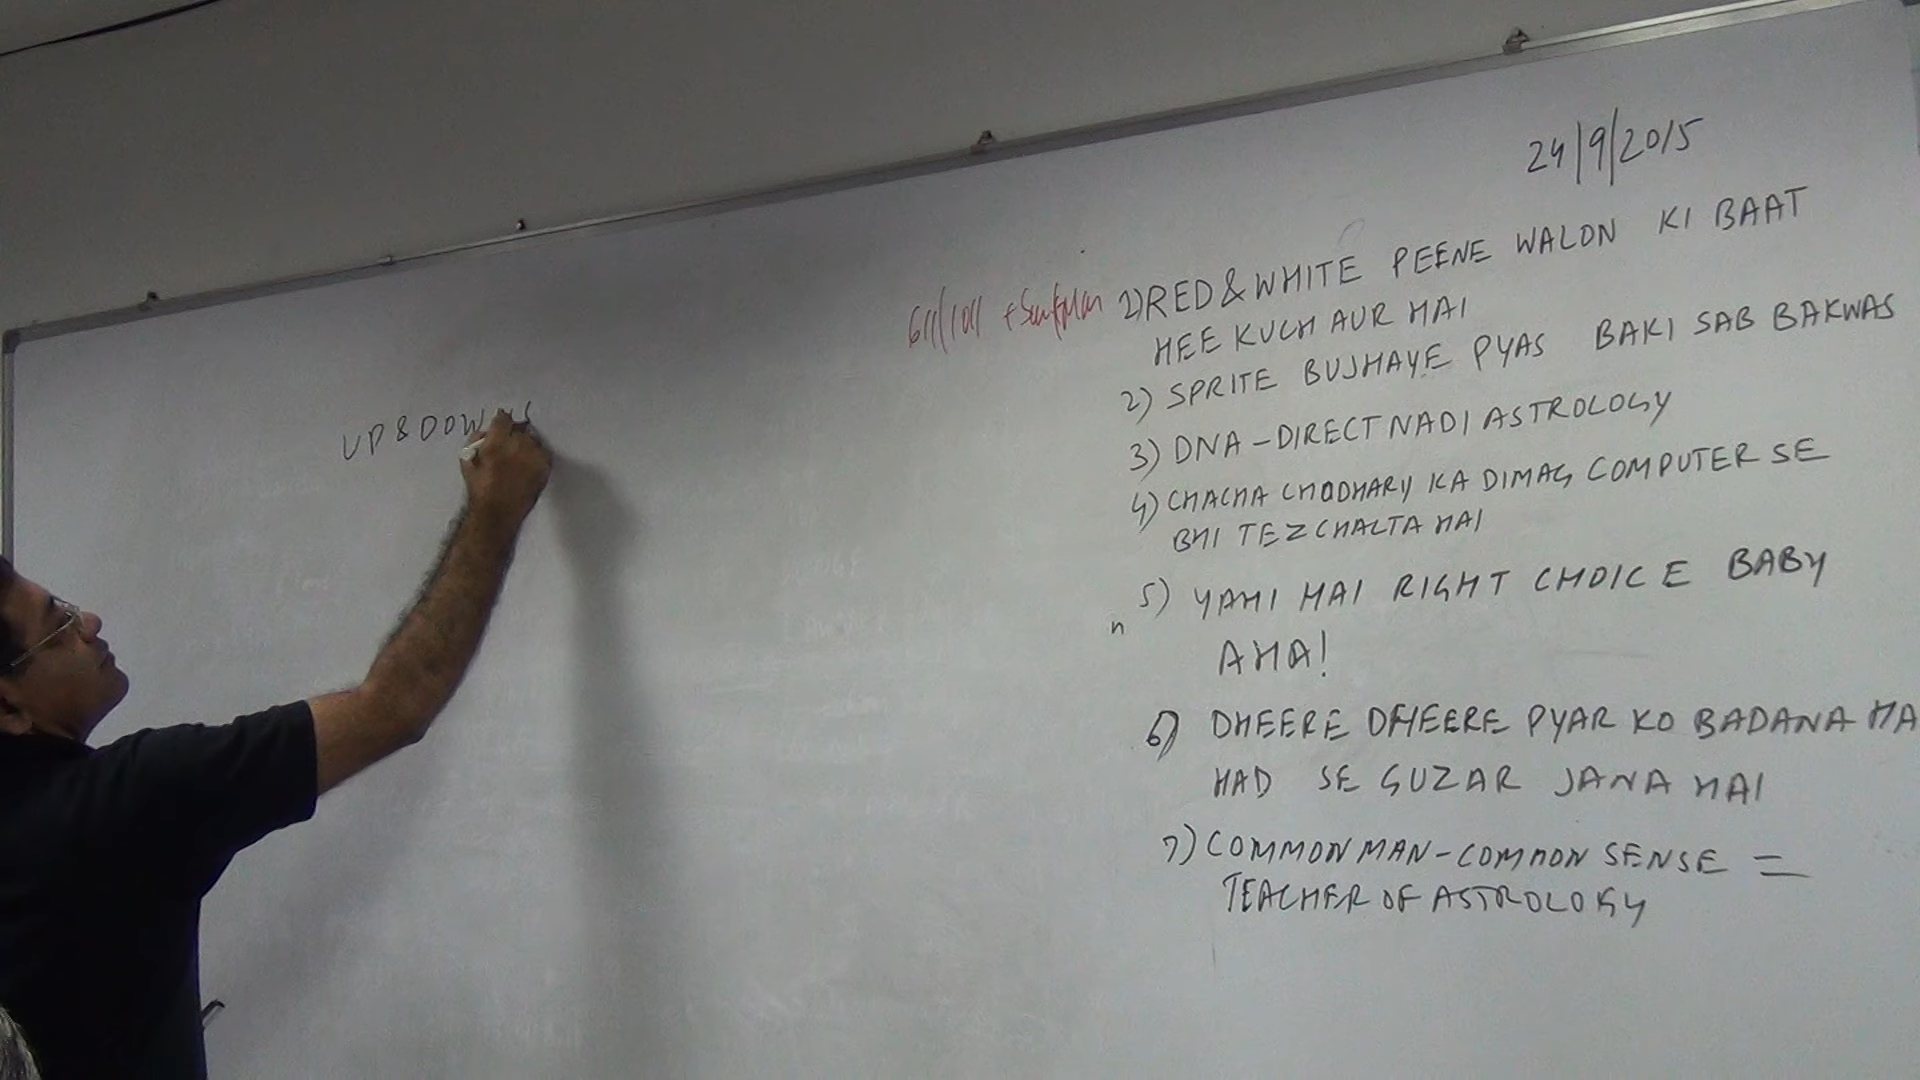 24/9/2015
UP & DOWNS
1) RED & WHITE PEENE WALON KI BAAT
HEE KUCH AUR HAI
2) SPRITE BUJHAYE PYAS BAKI SAB BAKWAS
3) DNA - DIRECT NADI ASTROLOGY
4) CHACHA CHODHARY KA DIMAG COMPUTER SE
BHI TEZ CHALTA HAI
5) YAHI HAI RIGHT CHOICE BABY
n
AHA!
6) DHEERE DHEERE PYAR KO BADANA HA
HAD SE GUZAR JANA HAI
7) COMMON MAN - COMMON SENSE =
TEACHER OF ASTROLOGY